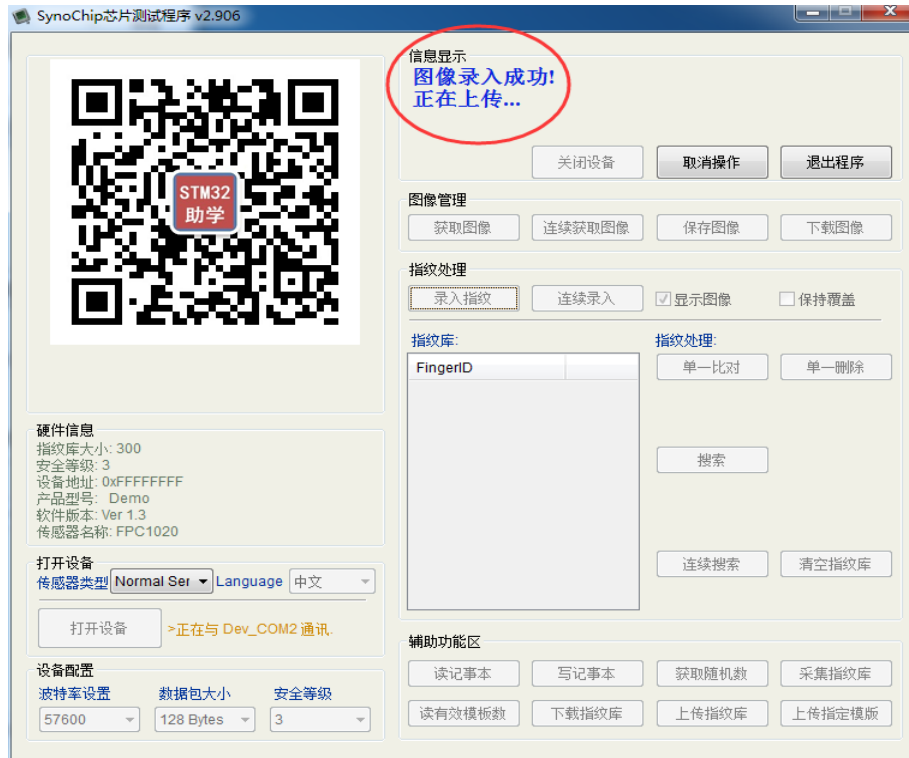 SynoChip芯片测试程序 v2.906
STM32
助学
信息显示
图像录入成功!
正在上传...
关闭设备 取消操作 退出程序
图像管理
获取图像 连续获取图像 保存图像 下载图像
指纹处理
录入指纹 连续录入 显示图像 保持覆盖
指纹库: 指纹处理:
FingerID 单一比对 单一删除
搜索
连续搜索 清空指纹库
硬件信息
指纹库大小: 300
安全等级: 3
设备地址: 0xFFFFFFFF
产品型号: Demo
软件版本: Ver 1.3
传感器名称: FPC1020
打开设备
传感器类型 Normal Ser Language 中文
打开设备 >正在与 Dev_COM2 通讯.
设备配置
波特率设置 数据包大小 安全等级
57600 128 Bytes 3
辅助功能区
读记事本 写记事本 获取随机数 采集指纹库
读有效模板数 下载指纹库 上传指纹库 上传指定模版